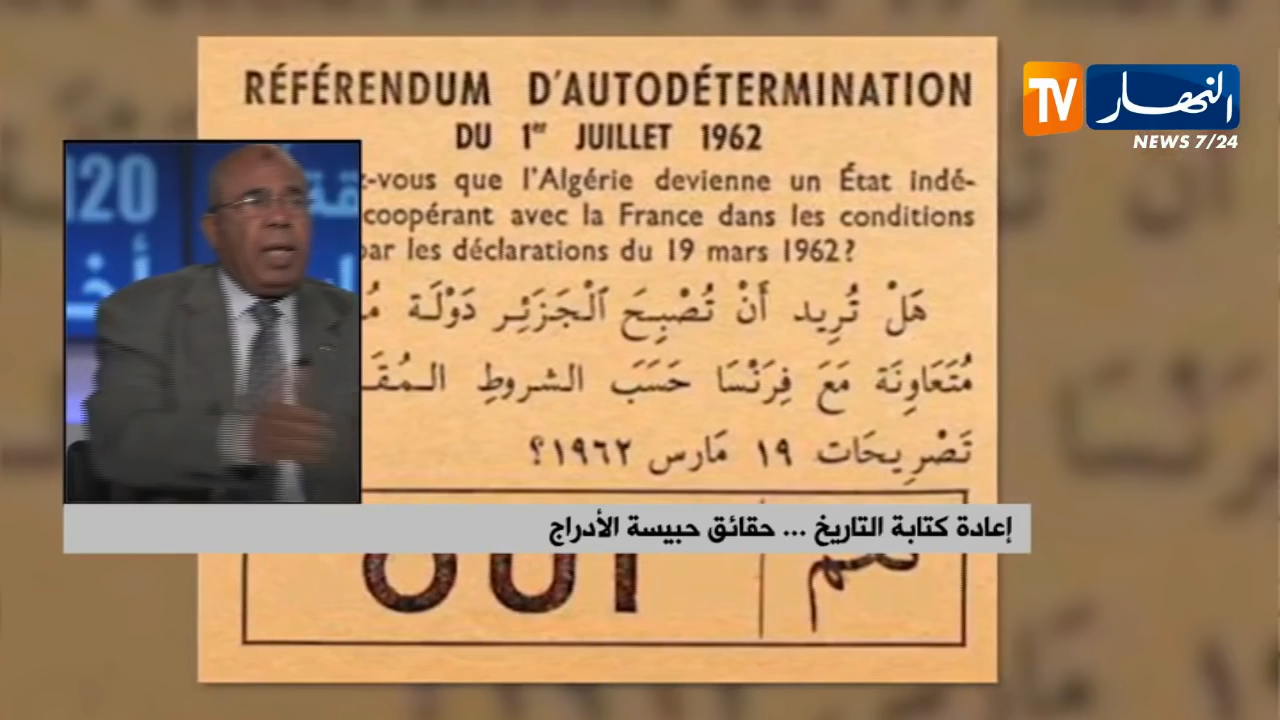 RÉFÉRENDUM D'AUTODÉTERMINATION
DU 1er JUILLET 1962
-vous que l'Algérie devienne un État indé-
coopérant avec la France dans les conditions
par les déclarations du 19 mars 1962?
هَلْ تُرِيد أَنْ تُصْبِحَ ٱلْجَزَئِر دَوْلَة
مُتَعَاوِنَة مَعَ فِرَنْسَا حَسَبَ الشروطِ
تَصْرِيحَات ١٩ مَارس ١٩٦٢؟
OUI نعم
إعادة كتابة التاريخ ... حقائق حبيسة الأدراج
TV النهار
NEWS 7/24
120